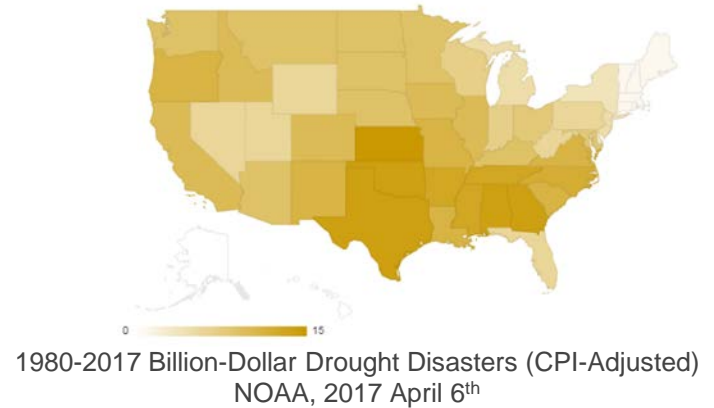 0 15
1980-2017 Billion-Dollar Drought Disasters (CPI-Adjusted)
NOAA, 2017 April 6th